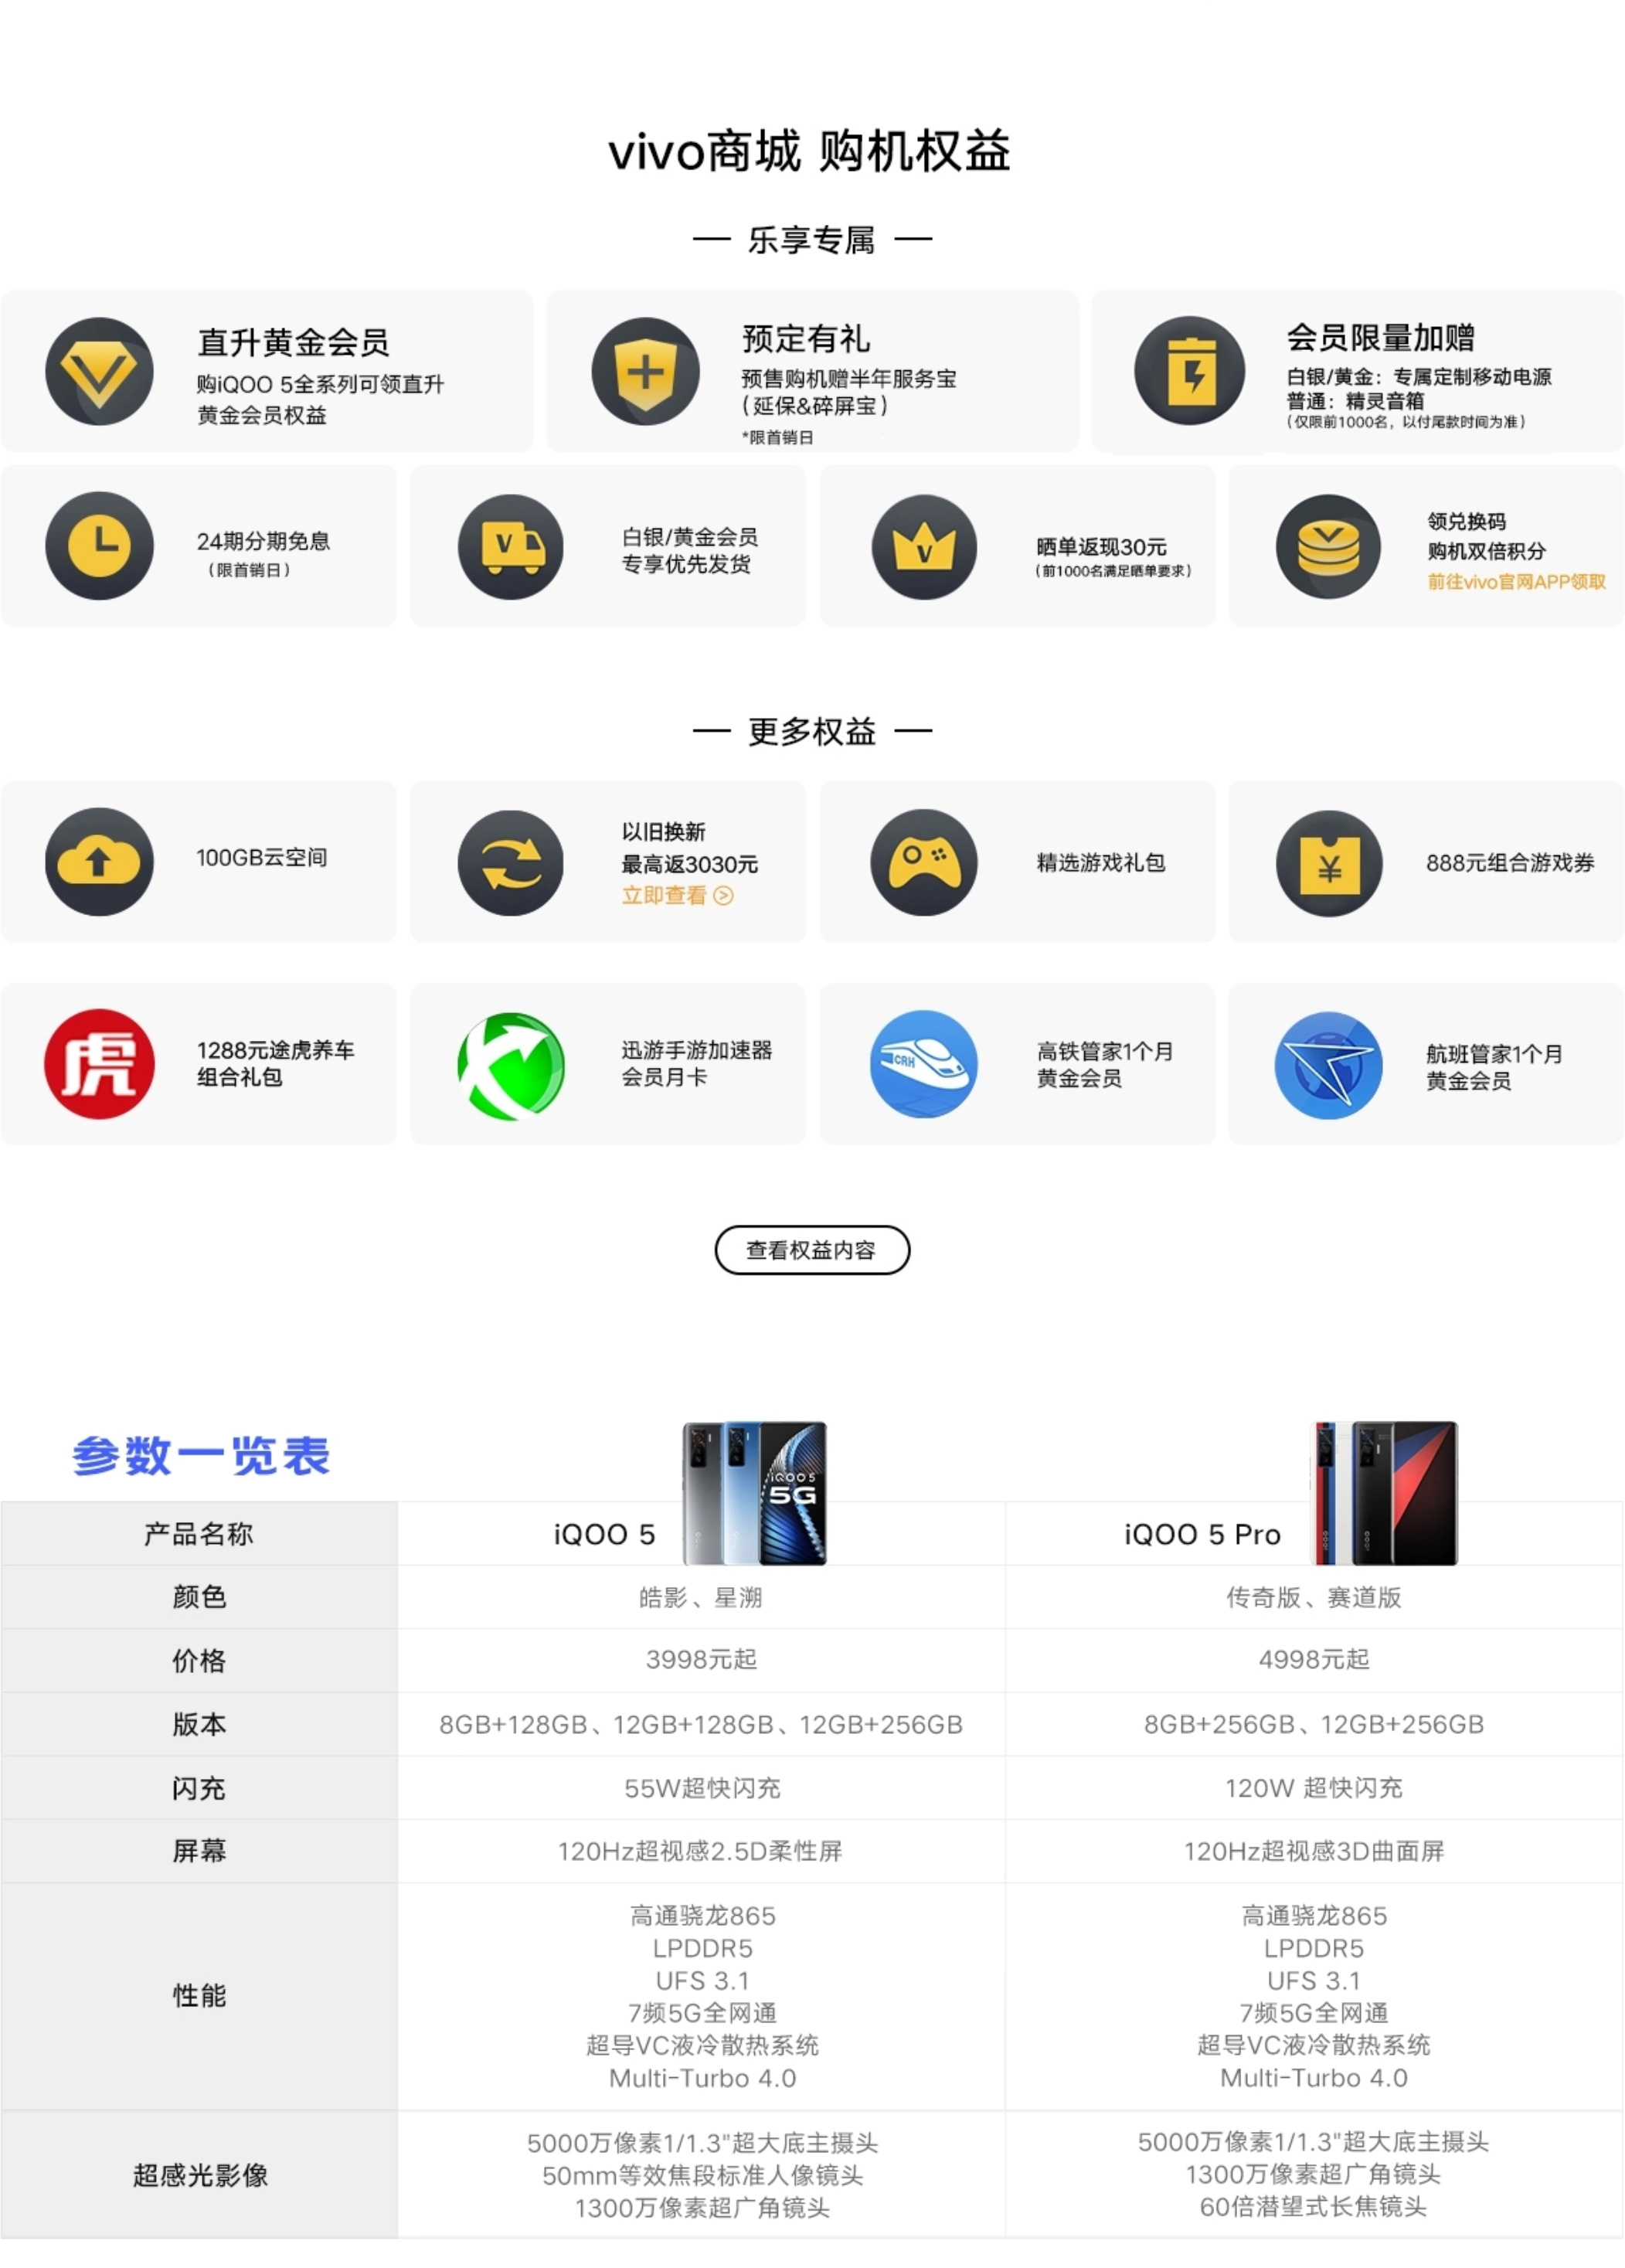 vivo商城 购机权益
乐享专属
直升黄金会员
购iQOO 5全系列可领直升
黄金会员权益
预定有礼
预售购机赠半年服务宝
（延保&碎屏宝）
*限首销日
会员限量加赠
白银/黄金：专属定制移动电源
普通：精灵音箱
（仅限前1000名，以付尾款时间为准）
24期分期免息
（限首销日）
白银/黄金会员
专享优先发货
晒单返现30元
（前1000名满足晒单要求）
领兑换码
购机双倍积分
前往vivo官网APP领取
更多权益
100GB云空间
以旧换新
最高返3030元
立即查看
精选游戏礼包
¥
888元组合游戏券
虎
1288元途虎养车
组合礼包
迅游手游加速器
会员月卡
CRH
高铁管家1个月
黄金会员
航班管家1个月
黄金会员
查看权益内容
参数一览表
产品名称
iQOO 5
iQOO 5
5G
iQOO 5 Pro
颜色
皓影、星溯
传奇版、赛道版
价格
3998元起
4998元起
版本
8GB+128GB、12GB+128GB、12GB+256GB
8GB+256GB、12GB+256GB
闪充
55W超快闪充
120W 超快闪充
屏幕
120Hz超视感2.5D柔性屏
120Hz超视感3D曲面屏
性能
高通骁龙865
LPDDR5
UFS 3.1
7频5G全网通
超导VC液冷散热系统
Multi-Turbo 4.0
高通骁龙865
LPDDR5
UFS 3.1
7频5G全网通
超导VC液冷散热系统
Multi-Turbo 4.0
超感光影像
5000万像素1/1.3"超大底主摄头
50mm等效焦段标准人像镜头
1300万像素超广角镜头
5000万像素1/1.3"超大底主摄头
1300万像素超广角镜头
60倍潜望式长焦镜头